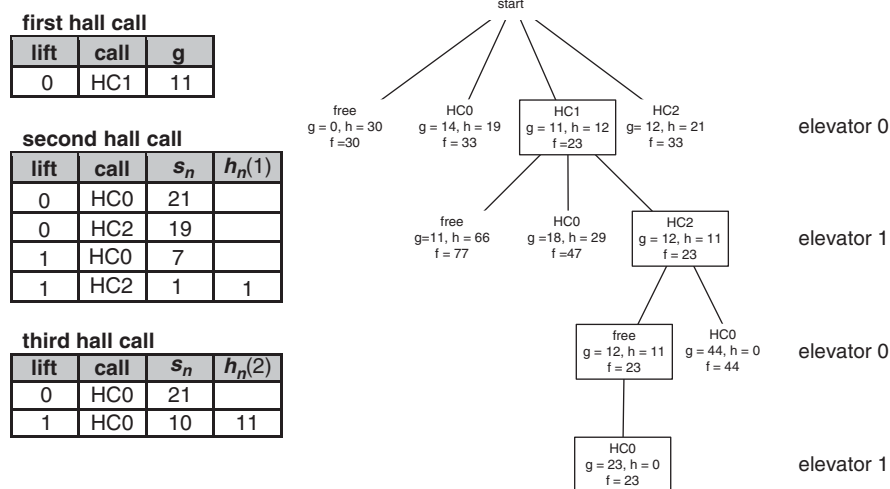 first hall call
lift call g
0 HC1 11
second hall call
lift call sn hn(1)
0 HC0 21
0 HC2 19
1 HC0 7
1 HC2 1 1
third hall call
lift call sn hn(2)
0 HC0 21
1 HC0 10 11
start
free
g = 0, h = 30
f =30
HC0
g = 14, h = 19
f = 33
HC1
g = 11, h = 12
f =23
HC2
g= 12, h = 21
f = 33
elevator 0
free
g=11, h = 66
f = 77
HC0
g=18, h = 29
f =47
HC2
g = 12, h = 11
f = 23
elevator 1
free
g = 12, h = 11
f = 23
HC0
g = 44, h = 0
f = 44
elevator 0
HC0
g = 23, h = 0
f = 23
elevator 1